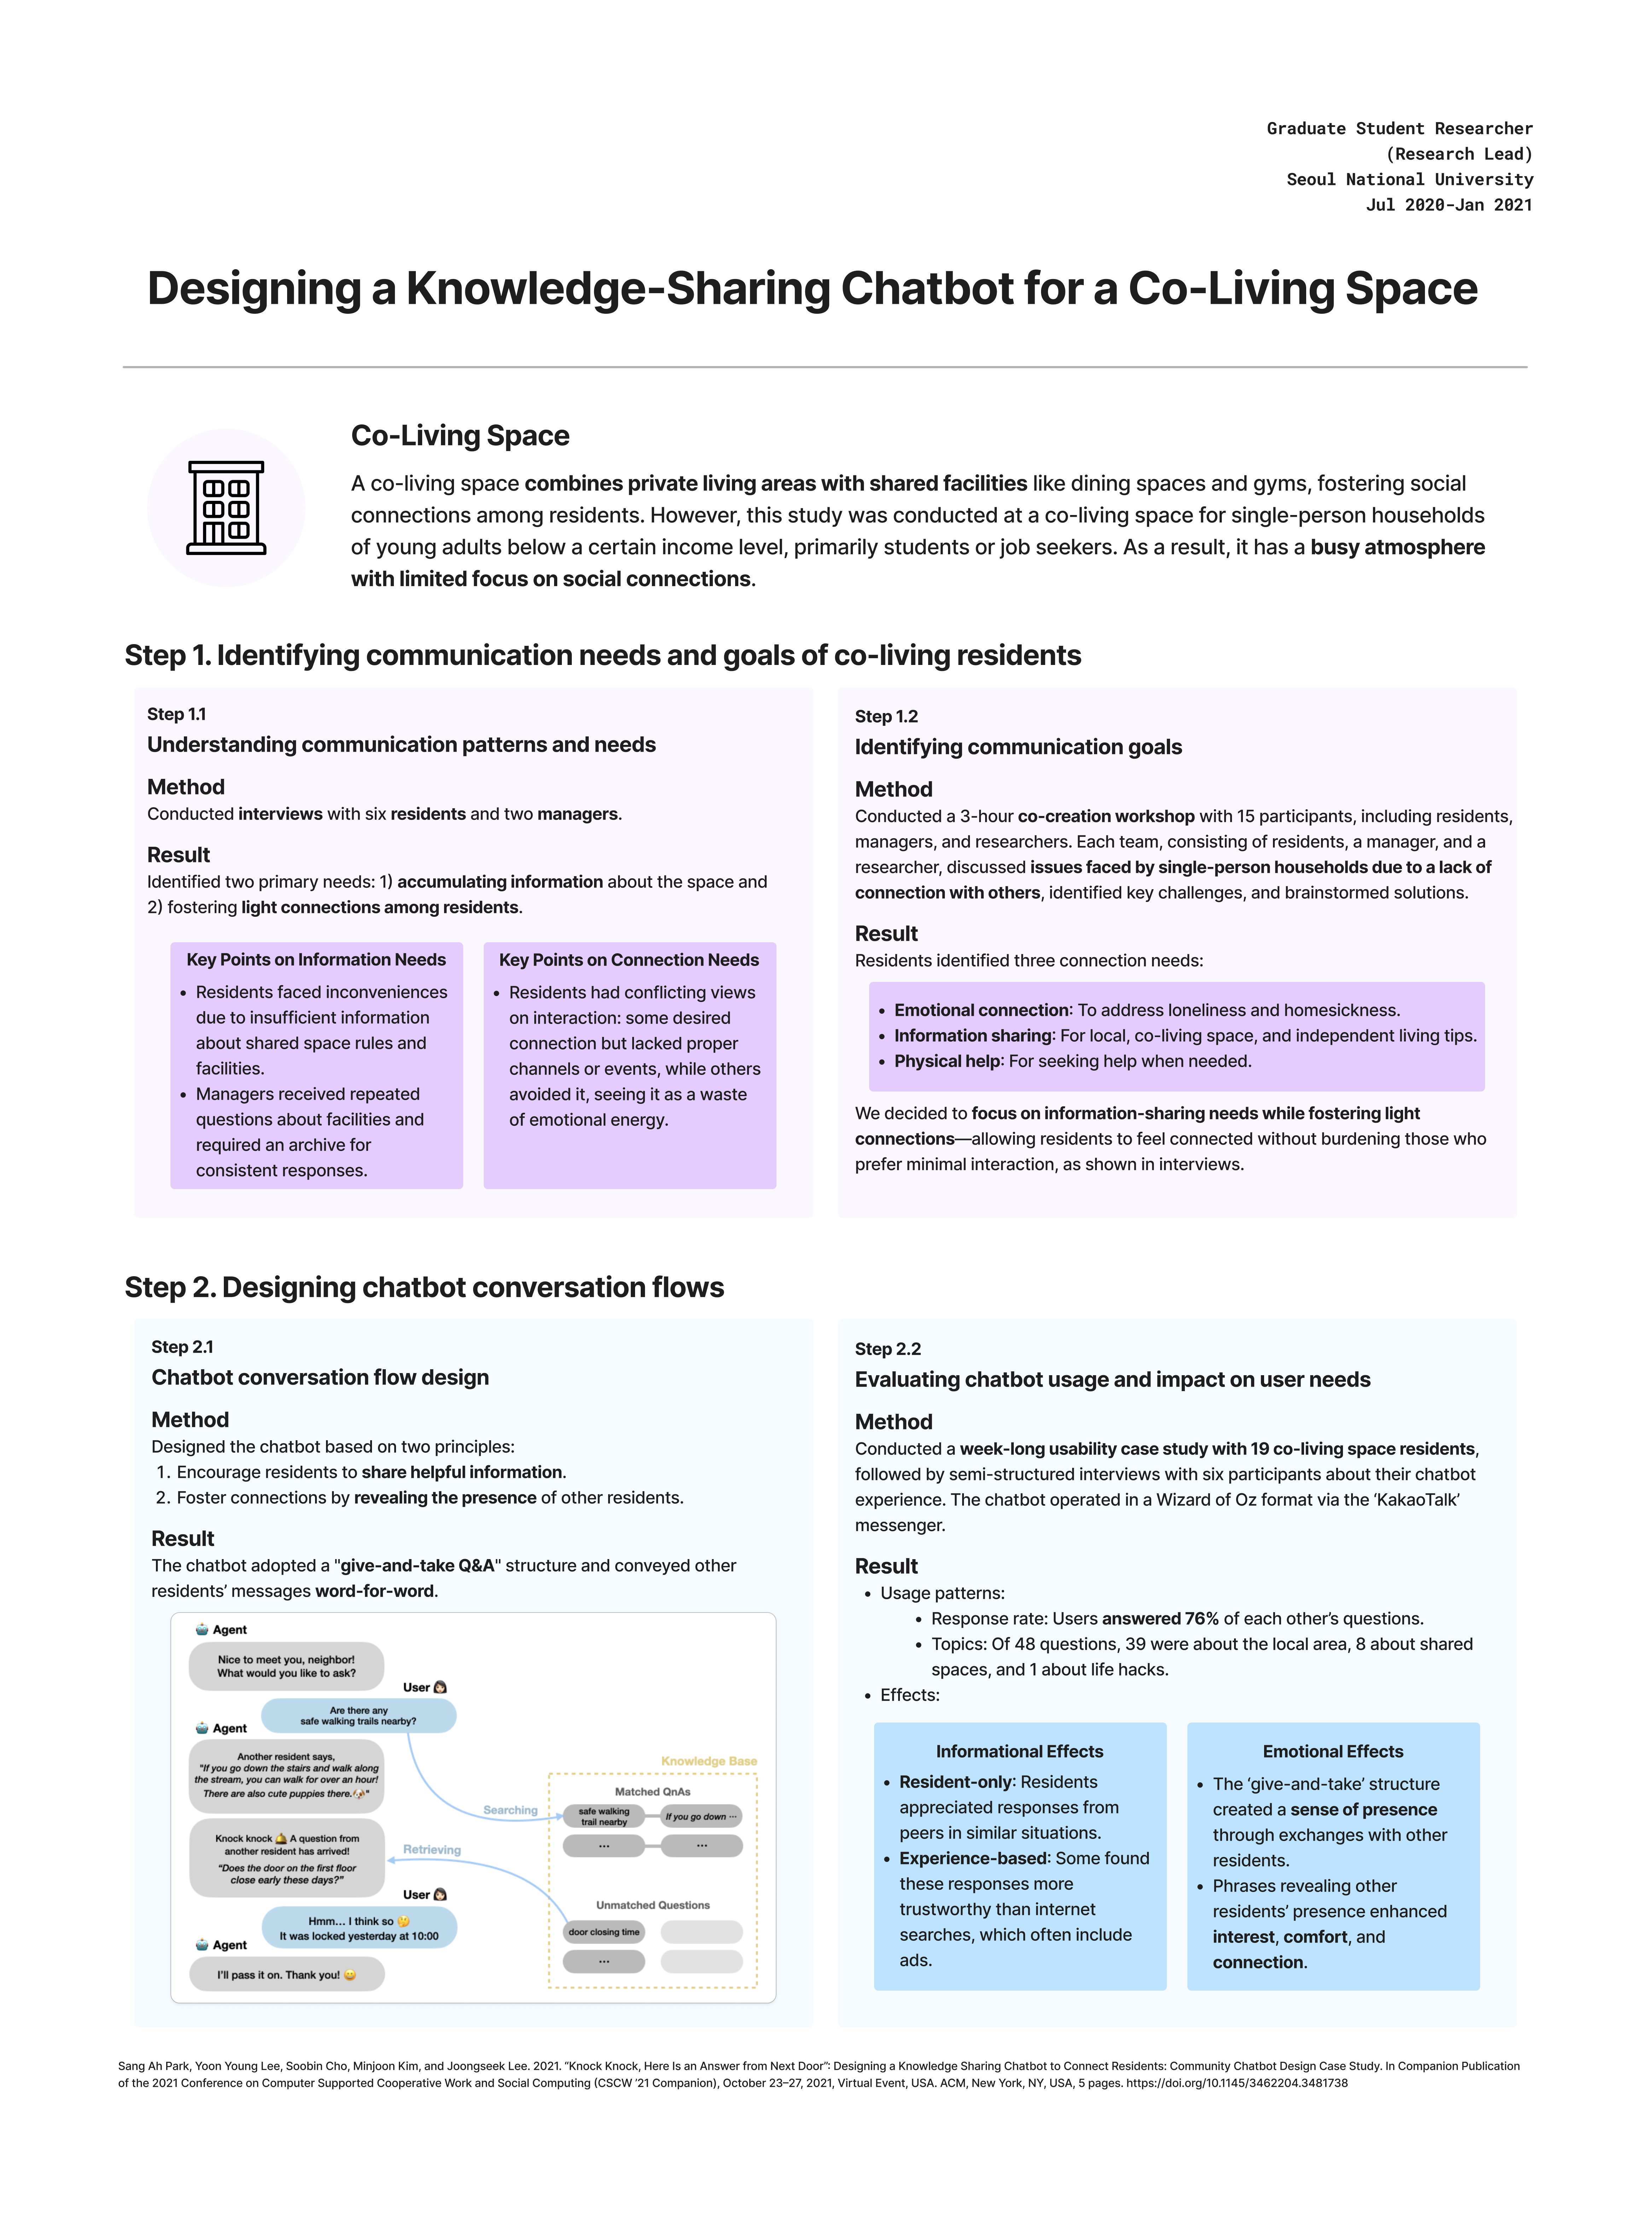 Graduate Student Researcher
(Research Lead)
Seoul National University
Jul 2020-Jan 2021
Designing a Knowledge-Sharing Chatbot for a Co-Living Space
Co-Living Space
A co-living space combines private living areas with shared facilities like dining spaces and gyms, fostering social
connections among residents. However, this study was conducted at a co-living space for single-person households
of young adults below a certain income level, primarily students or job seekers. As a result, it has a busy atmosphere
with limited focus on social connections.
Step 1. Identifying communication needs and goals of co-living residents
Step 1.1
Understanding communication patterns and needs
Method
Conducted interviews with six residents and two managers.
Result
Identified two primary needs: 1) accumulating information about the space and
2) fostering light connections among residents.
Key Points on Information Needs
• Residents faced inconveniences
due to insufficient information
about shared space rules and
facilities.
• Managers received repeated
questions about facilities and
required an archive for
consistent responses.
Key Points on Connection Needs
• Residents had conflicting views
on interaction: some desired
connection but lacked proper
channels or events, while others
avoided it, seeing it as a waste
of emotional energy.
Step 1.2
Identifying communication goals
Method
Conducted a 3-hour co-creation workshop with 15 participants, including residents,
managers, and researchers. Each team, consisting of residents, a manager, and a
researcher, discussed issues faced by single-person households due to a lack of
connection with others, identified key challenges, and brainstormed solutions.
Result
Residents identified three connection needs:
• Emotional connection: To address loneliness and homesickness.
• Information sharing: For local, co-living space, and independent living tips.
• Physical help: For seeking help when needed.
We decided to focus on information-sharing needs while fostering light
connections—allowing residents to feel connected without burdening those who
prefer minimal interaction, as shown in interviews.
Step 2. Designing chatbot conversation flows
Step 2.1
Chatbot conversation flow design
Method
Designed the chatbot based on two principles:
1. Encourage residents to share helpful information.
2. Foster connections by revealing the presence of other residents.
Result
The chatbot adopted a "give-and-take Q&A" structure and conveyed other
residents’ messages word-for-word.
🤖 Agent
Nice to meet you, neighbor!
What would you like to ask?
User 👩🏻
Are there any
safe walking trails nearby?
🤖 Agent
Another resident says,
"If you go down the stairs and walk along
the stream, you can walk for over an hour!
There are also cute puppies there.🐶"
Knock knock 🛎️ A question from
another resident has arrived!
“Does the door on the first floor
close early these days?”
User 👩🏻
Hmm... I think so 🤔
It was locked yesterday at 10:00
🤖 Agent
I’ll pass it on. Thank you! 😀
Searching
Retrieving
Knowledge Base
Matched QnAs
safe walking
trail nearby
If you go down ···
···
···
Unmatched Questions
door closing time
···
Step 2.2
Evaluating chatbot usage and impact on user needs
Method
Conducted a week-long usability case study with 19 co-living space residents,
followed by semi-structured interviews with six participants about their chatbot
experience. The chatbot operated in a Wizard of Oz format via the ‘KakaoTalk’
messenger.
Result
• Usage patterns:
• Response rate: Users answered 76% of each other’s questions.
• Topics: Of 48 questions, 39 were about the local area, 8 about shared
spaces, and 1 about life hacks.
• Effects:
Informational Effects
• Resident-only: Residents
appreciated responses from
peers in similar situations.
• Experience-based: Some found
these responses more
trustworthy than internet
searches, which often include
ads.
Emotional Effects
• The ‘give-and-take’ structure
created a sense of presence
through exchanges with other
residents.
• Phrases revealing other
residents’ presence enhanced
interest, comfort, and
connection.
Sang Ah Park, Yoon Young Lee, Soobin Cho, Minjoon Kim, and Joongseek Lee. 2021. “Knock Knock, Here Is an Answer from Next Door”: Designing a Knowledge Sharing Chatbot to Connect Residents: Community Chatbot Design Case Study. In Companion Publication
of the 2021 Conference on Computer Supported Cooperative Work and Social Computing (CSCW ’21 Companion), October 23–27, 2021, Virtual Event, USA. ACM, New York, NY, USA, 5 pages. https://doi.org/10.1145/3462204.3481738